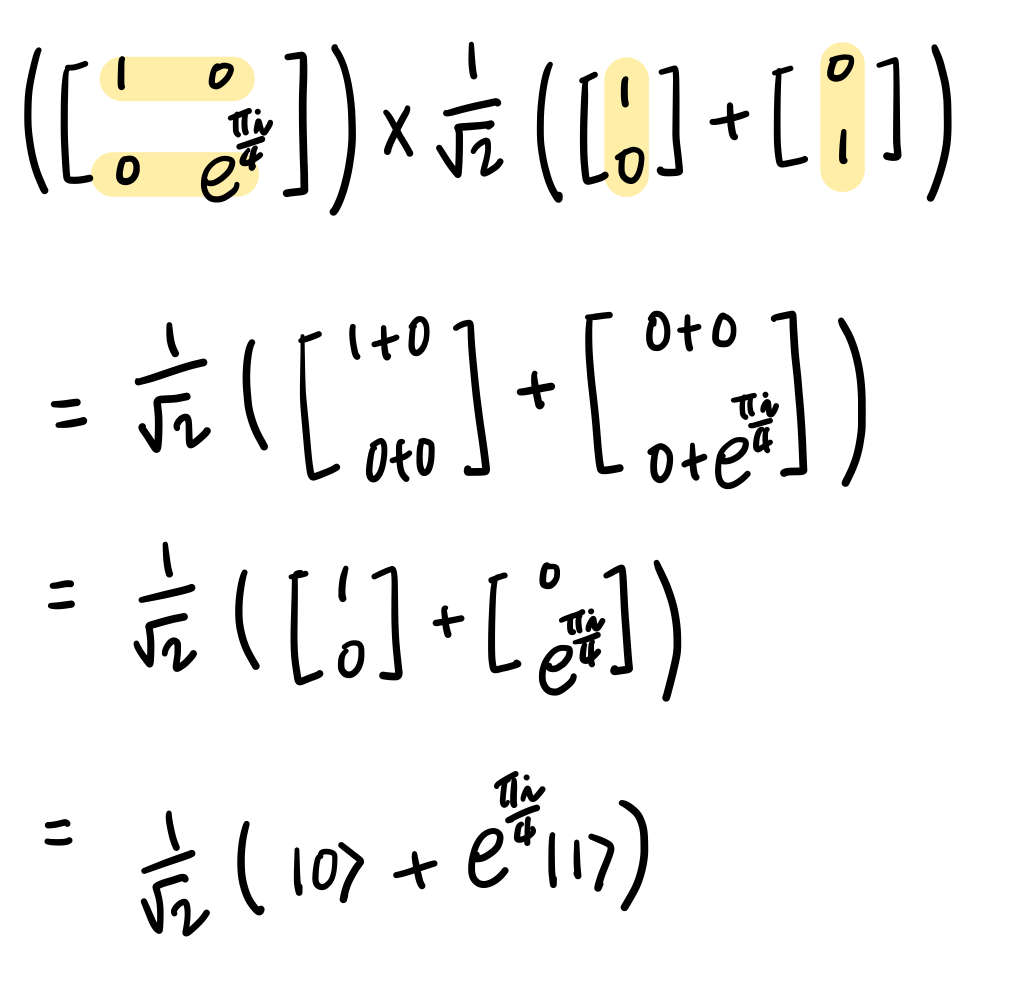 ([1 0; 0 e^{πi/4}]) × 1/√2 ([1; 0] + [0; 1])
= 1/√2 ([1+0; 0+0] + [0+0; 0+e^{πi/4}])
= 1/√2 ([1; 0] + [0; e^{πi/4}])
= 1/√2 (|0⟩ + e^{πi/4}|1⟩)